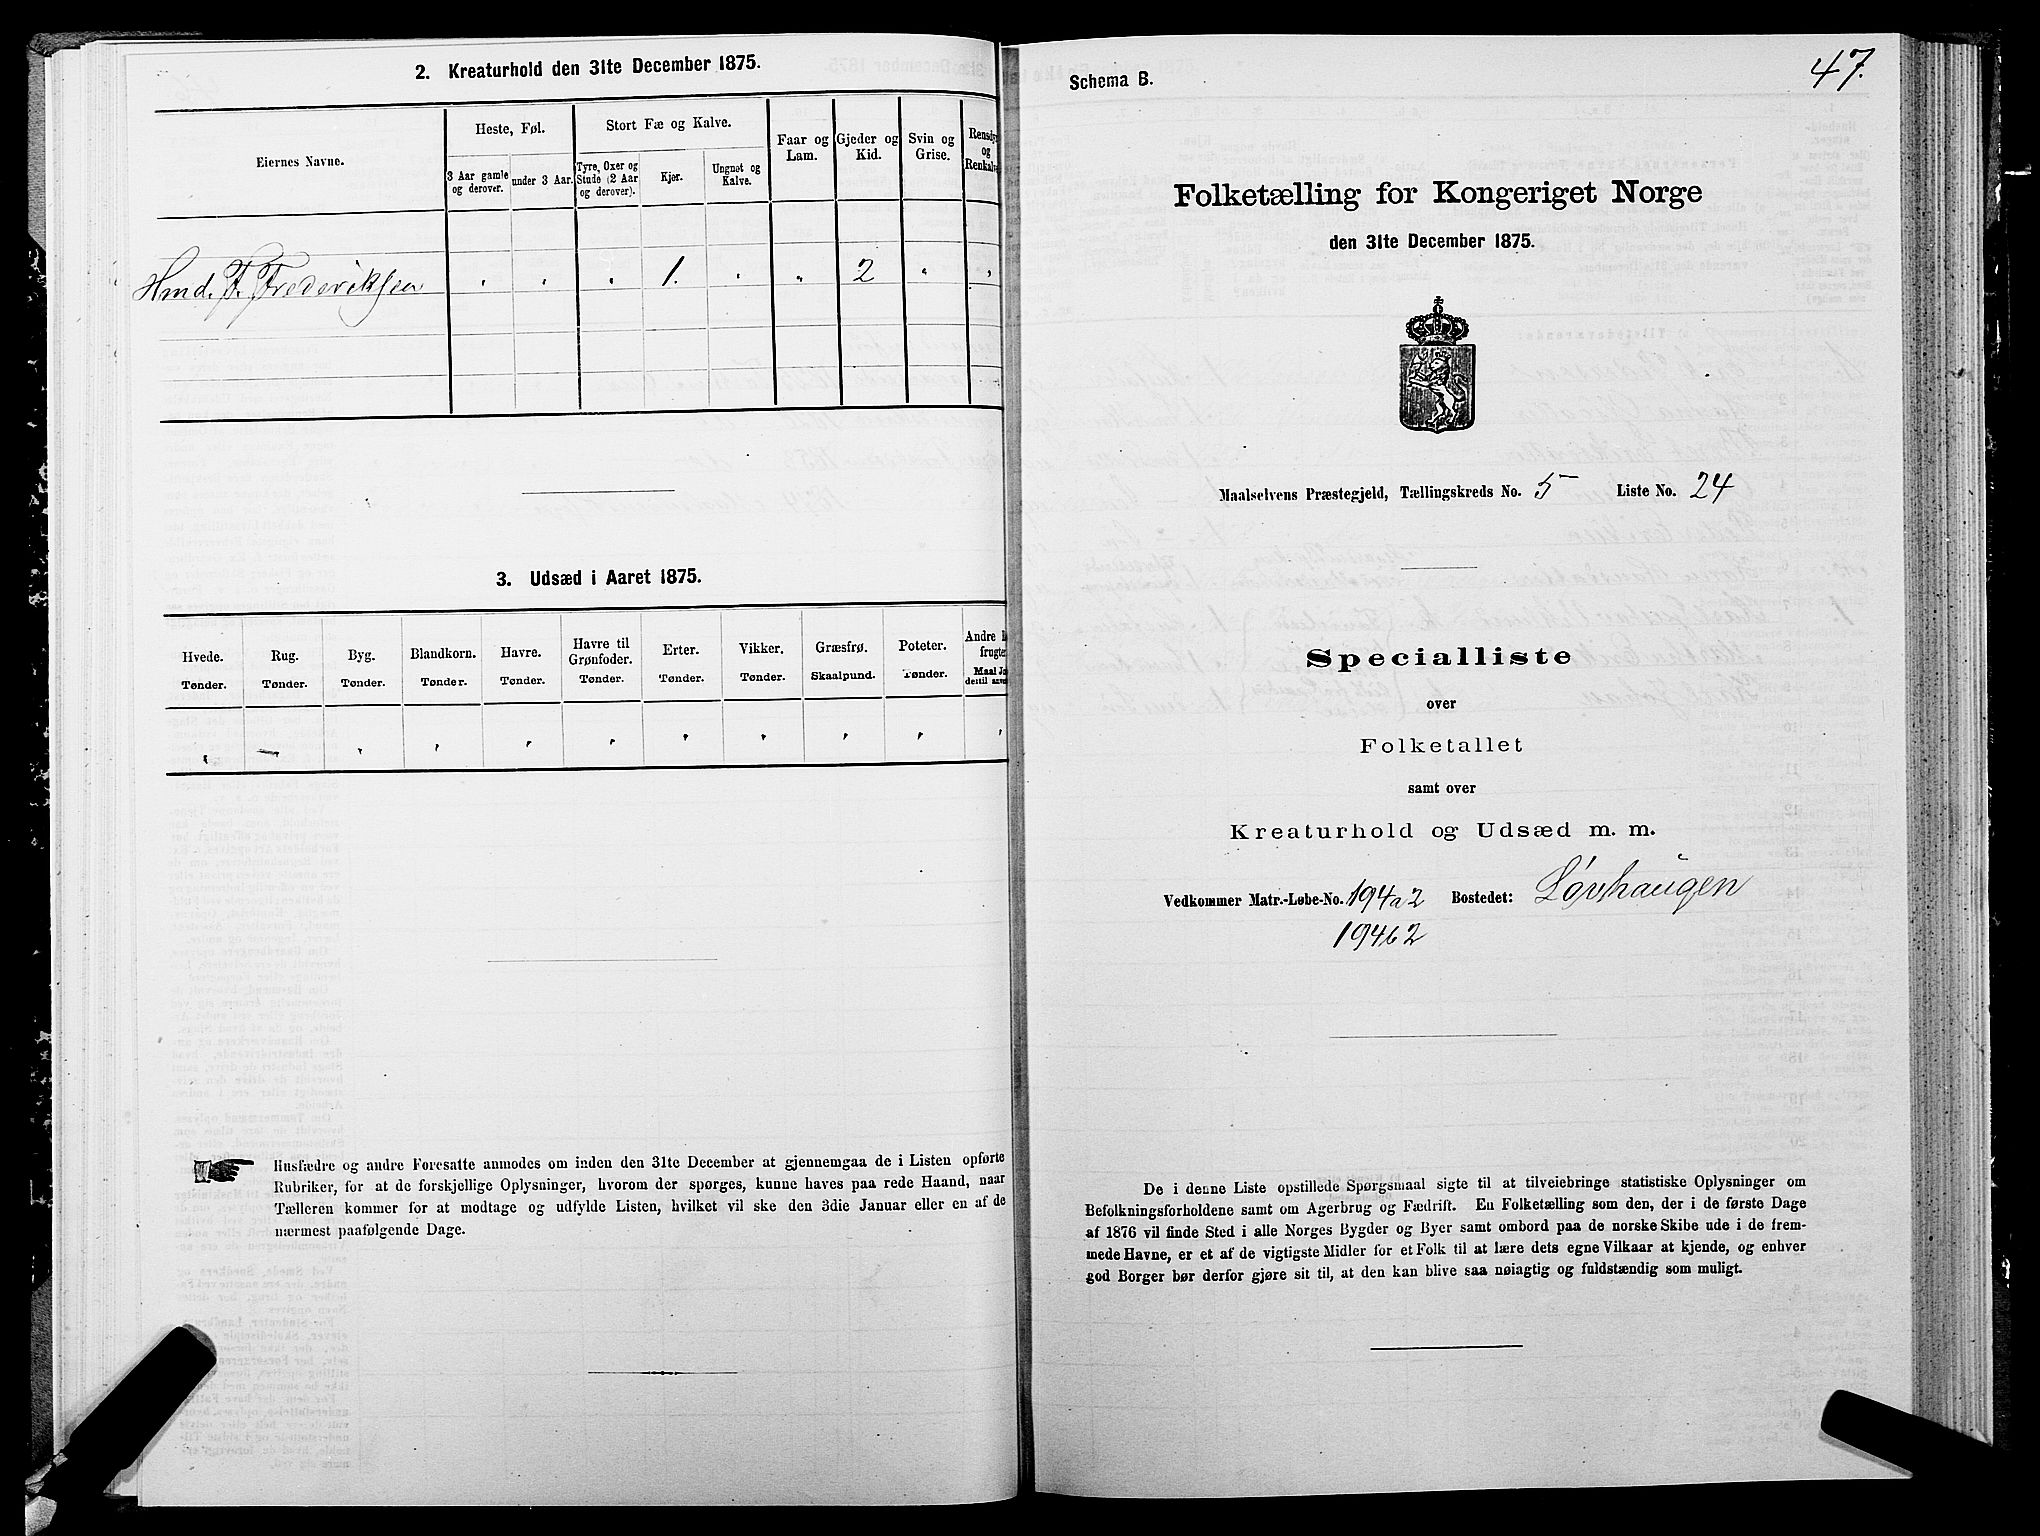 2. Kreaturhold den 31te December 1875.
Eiernes Navne.
Heste, Føl.
3 Aar gamle og derover.
under 3 Aar.
Stort Fæ og Kalve.
Tyre, Oxer og Stude (2 Aar og derover).
Kjør.
Ungnøt og Kalve.
Faar og Lam.
Gjeder og Kid.
Svin og Grise.
Rensdyr og Renkalve
Hmd. F. Frederiksen " " " 1. " " 2 " "
3. Udsæd i Aaret 1875.
Hvede. Rug. Byg. Blandkorn. Havre. Havre til Grønfoder. Erter. Vikker. Græsfrø. Poteter. Andre
Tønder. Tønder. Tønder. Tønder. Tønder. Tønder. Tønder. Tønder. Skaalpund. Tønder. Maal
" — " " " " " " " " "
Husfædre og andre Foresatte anmodes om inden den 31te December at gjennemgaa de i Listen opførte
Rubriker, for at de forskjellige Oplysninger, hvorom der spørges, kunne haves paa rede Haand, naar
Tælleren kommer for at modtage og udfylde Listen, hvilket vil ske den 3die Januar eller en af de
nærmest paafølgende Dage.
47.
Schema B.
Folketælling for Kongeriget Norge
den 31te December 1875.
Maalselvens Præstegjeld, Tællingskreds No. 5 Liste No. 24
Specialliste
over
Folketallet
samt over
Kreaturhold og Udsæd m. m.
Vedkommer Matr.-Løbe-No. 194a2 Bostedet: Løvhaugen
194b2
De i denne Liste opstillede Spørgsmaal sigte til at tilveiebringe statistiske Oplysninger om
Befolkningsforholdene samt om Agerbrug og Fædrift. En Folketælling som den, der i de første Dage
af 1876 vil finde Sted i alle Norges Bygder og Byer samt ombord paa de norske Skibe ude i de frem-
mede Havne, er et af de vigtigste Midler for et Folk til at lære dets egne Vilkaar at kjende, og enhver
god Borger bør derfor gjøre sit til, at den kan blive saa nøiagtig og fuldstændig som muligt.